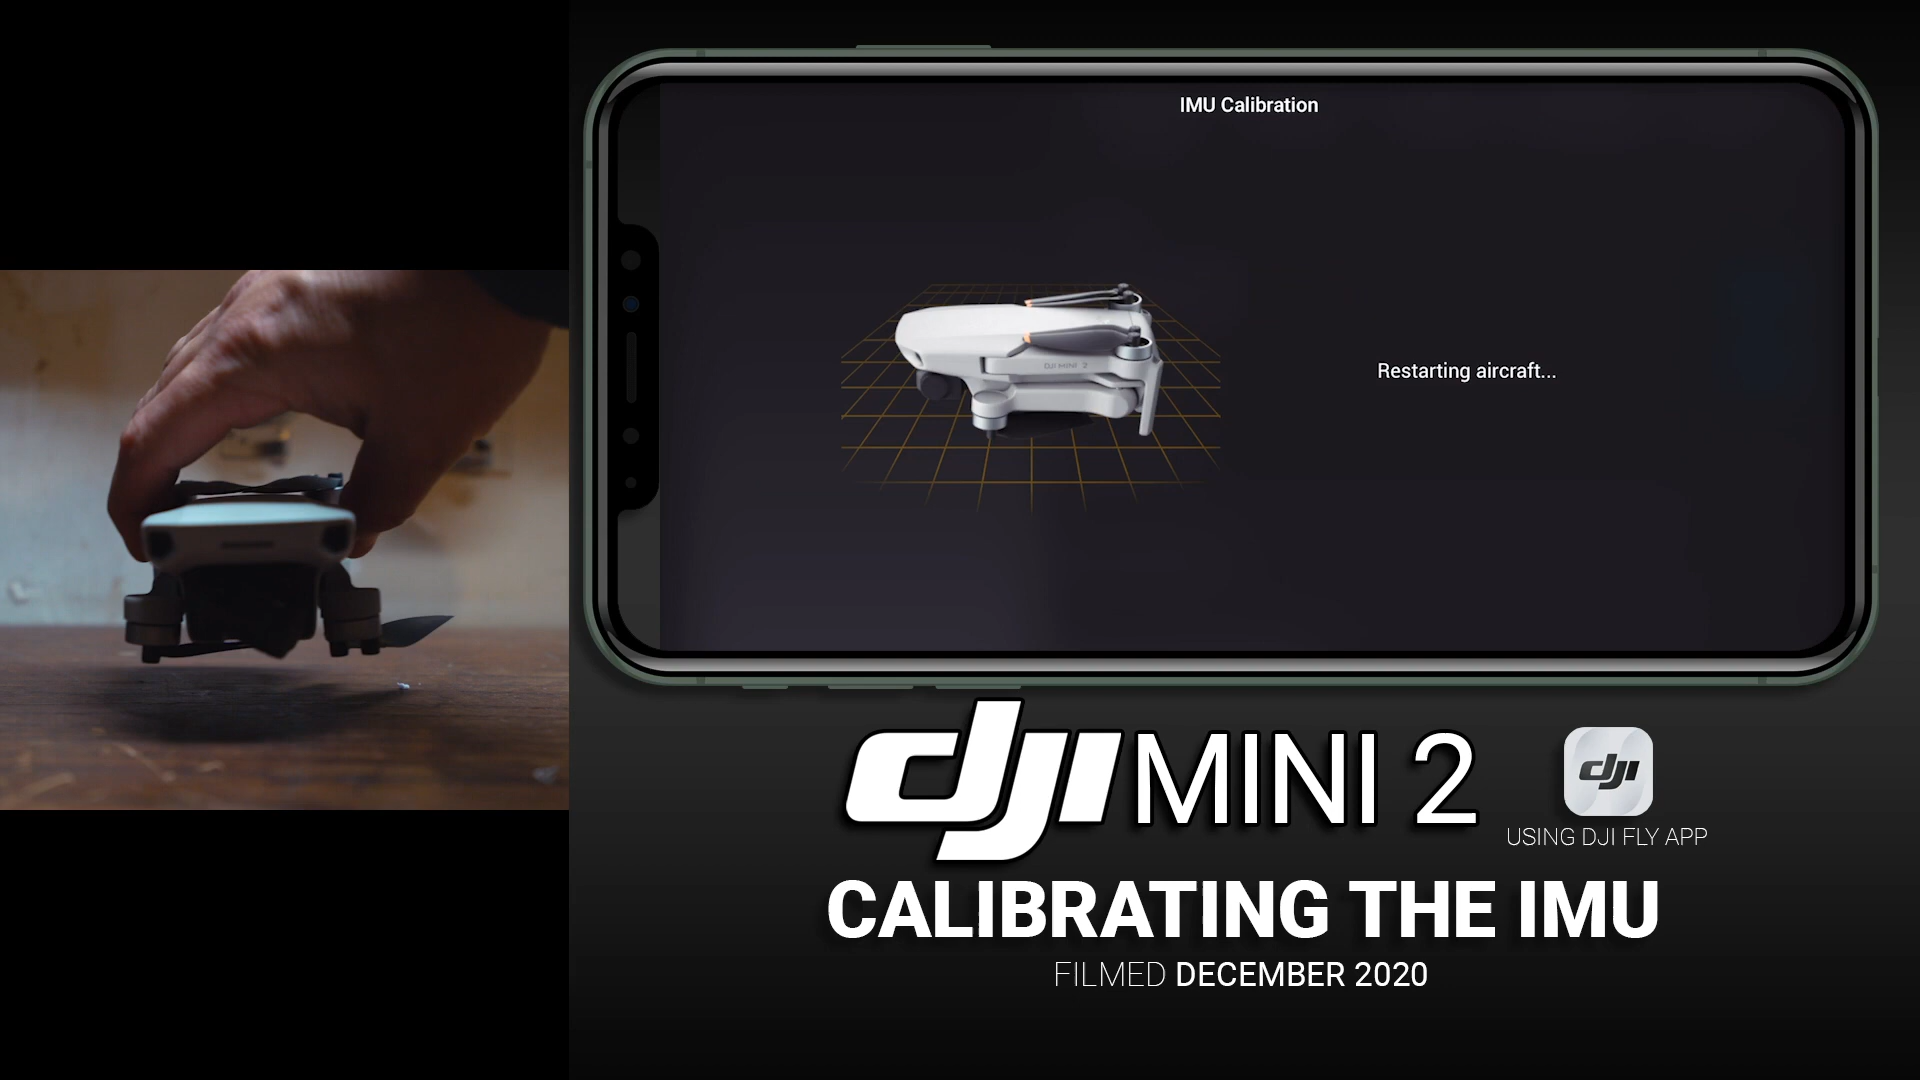 IMU Calibration
DJI MINI 2
Restarting aircraft...
dji MINI 2
dji
USING DJI FLY APP
CALIBRATING THE IMU
FILMED DECEMBER 2020